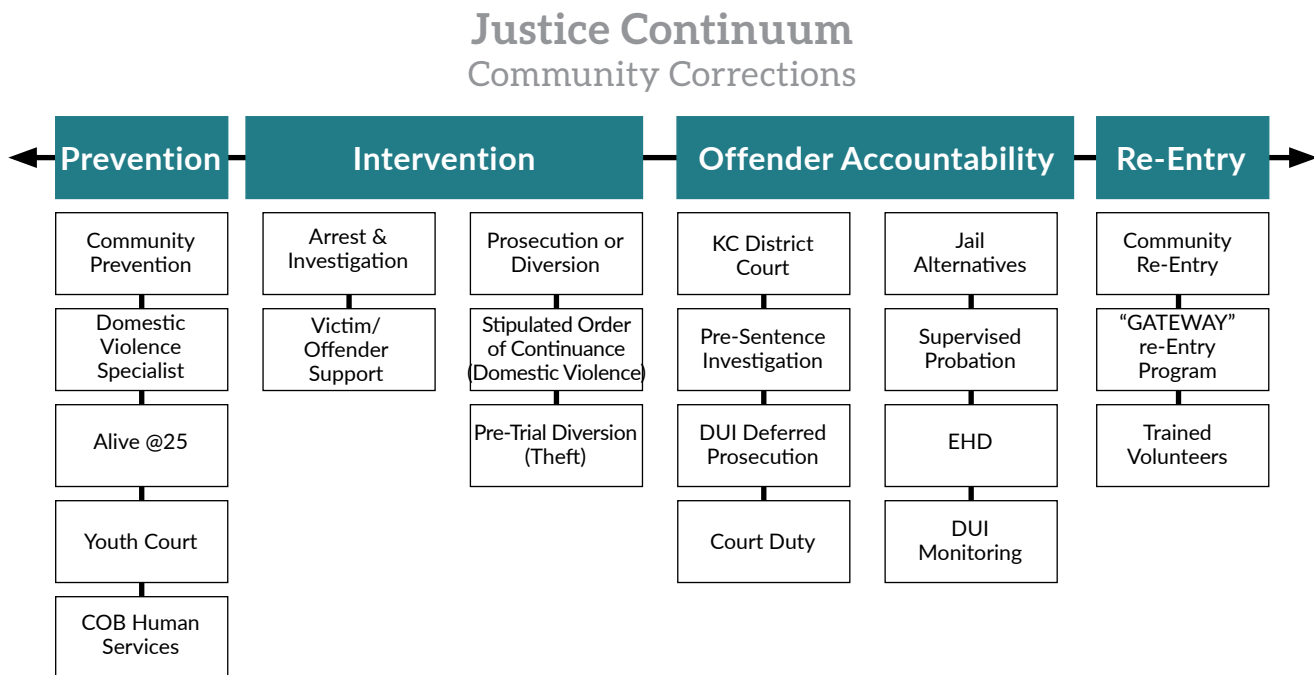 Justice Continuum
Community Corrections
Prevention
Intervention
Offender Accountability
Re-Entry
Community
Prevention
Domestic
Violence
Specialist
Alive @25
Youth Court
COB Human
Services
Arrest &
Investigation
Victim/
Offender
Support
Prosecution or
Diversion
Stipulated Order
of Continuance
(Domestic Violence)
Pre-Trial Diversion
(Theft)
KC District
Court
Pre-Sentence
Investigation
DUI Deferred
Prosecution
Court Duty
Jail
Alternatives
Supervised
Probation
EHD
DUI
Monitoring
Community
Re-Entry
“GATEWAY”
re-Entry
Program
Trained
Volunteers